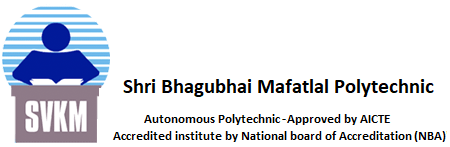 SVKM
Shri Bhagubhai Mafatlal Polytechnic
Autonomous Polytechnic-Approved by AICTE
Accredited institute by National board of Accreditation (NBA)